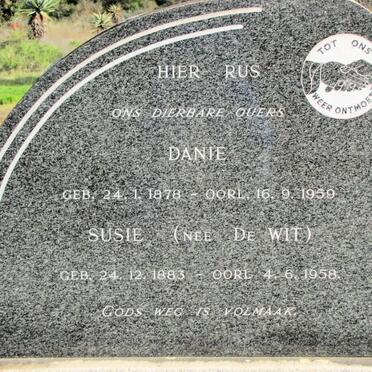 TOT ONS
WEER ONTMOET
HIER RUS
ONS DIERBARE OUERS
DANIE
GEB. 24.1.1878 - OORL. 16.9.1959
SUSIE (NEE DE WIT)
GEB. 24.12.1883 - OORL. 4.6.1958.
GODS WEG IS VOLMAAK.